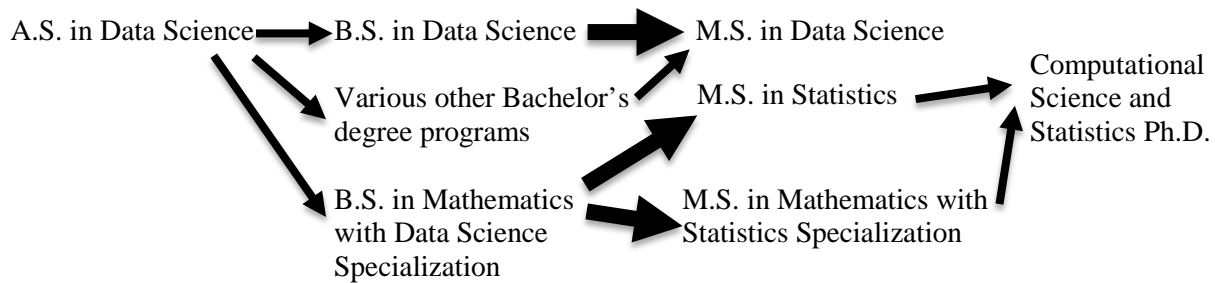 A.S. in Data Science
B.S. in Data Science
M.S. in Data Science
Various other Bachelor’s
degree programs
M.S. in Statistics
Computational
Science and
Statistics Ph.D.
B.S. in Mathematics
with Data Science
Specialization
M.S. in Mathematics with
Statistics Specialization